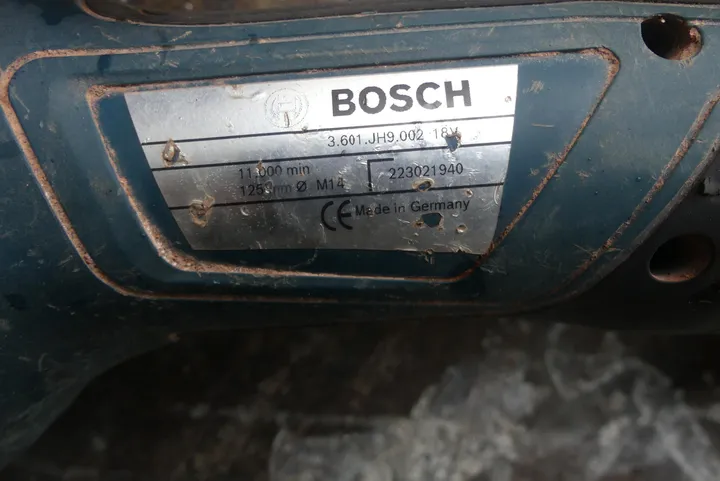 BOSCH
3.601.JH9.002 18V
11.000 min
125 mm Ø M14
223021940
CE Made in Germany